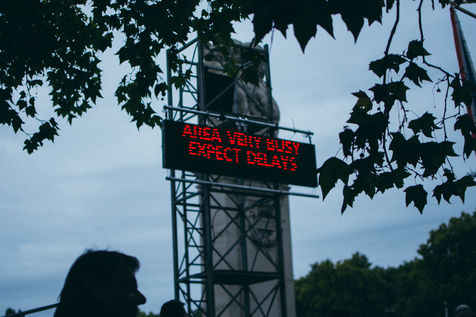 AREA VERY BUSY
EXPECT DELAYS